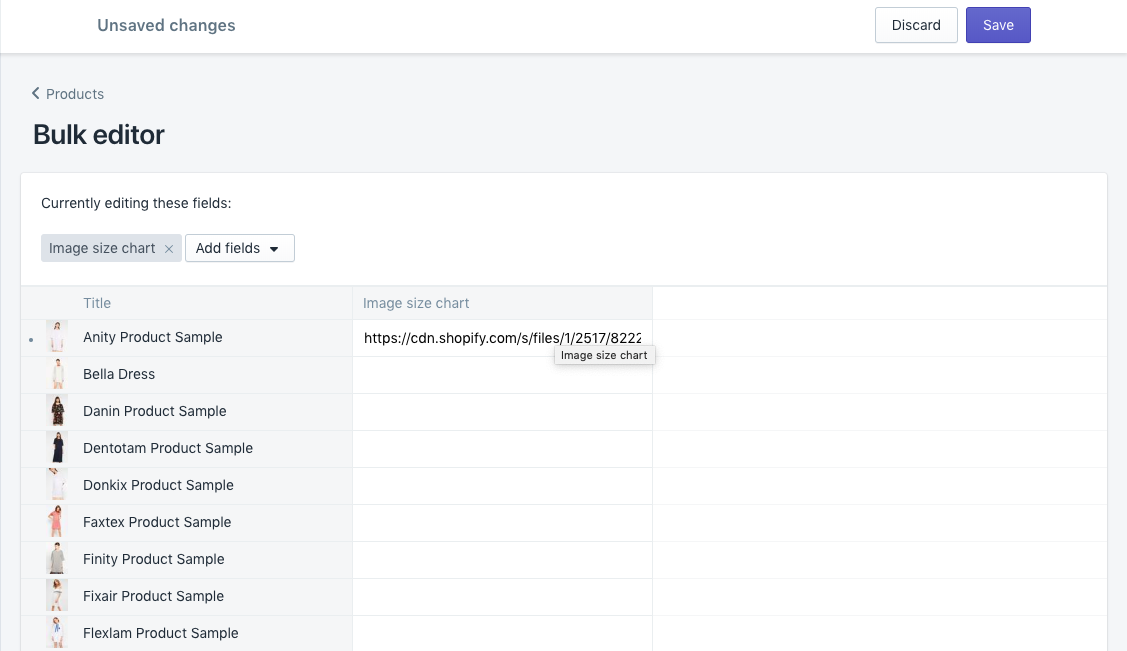 Unsaved changes
Discard
Save
Products
Bulk editor
Currently editing these fields:
Image size chart
Add fields
Title
Image size chart
Anity Product Sample
https://cdn.shopify.com/s/files/1/2517/8222
Image size chart
Bella Dress
Danin Product Sample
Dentotam Product Sample
Donkix Product Sample
Faxtex Product Sample
Finity Product Sample
Fixair Product Sample
Flexlam Product Sample